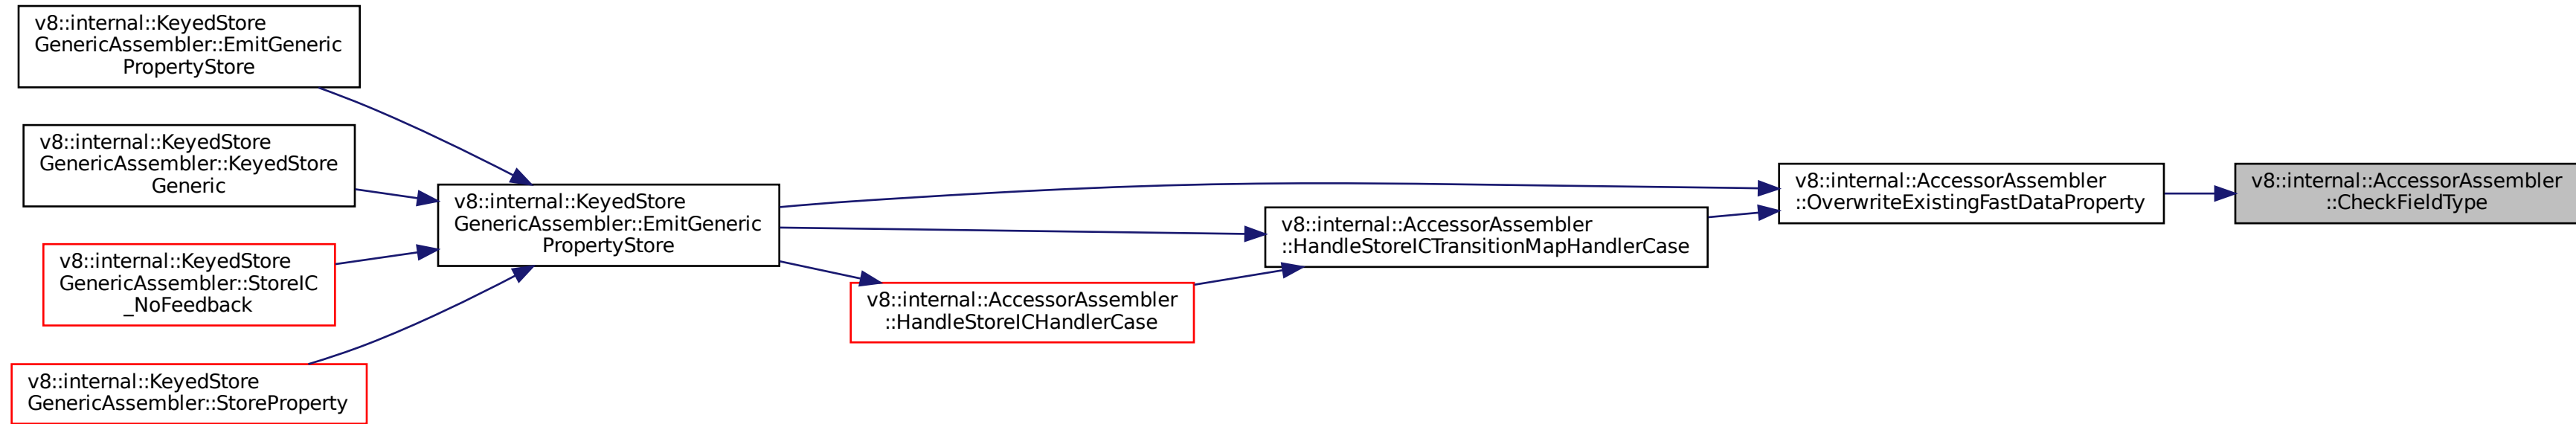 v8::internal::KeyedStore
GenericAssembler::EmitGeneric
PropertyStore
v8::internal::KeyedStore
GenericAssembler::KeyedStore
Generic
v8::internal::KeyedStore
GenericAssembler::StoreIC
_NoFeedback
v8::internal::KeyedStore
GenericAssembler::StoreProperty
v8::internal::KeyedStore
GenericAssembler::EmitGeneric
PropertyStore
v8::internal::AccessorAssembler
::HandleStoreICHandlerCase
v8::internal::AccessorAssembler
::HandleStoreICTransitionMapHandlerCase
v8::internal::AccessorAssembler
::OverwriteExistingFastDataProperty
v8::internal::AccessorAssembler
::CheckFieldType